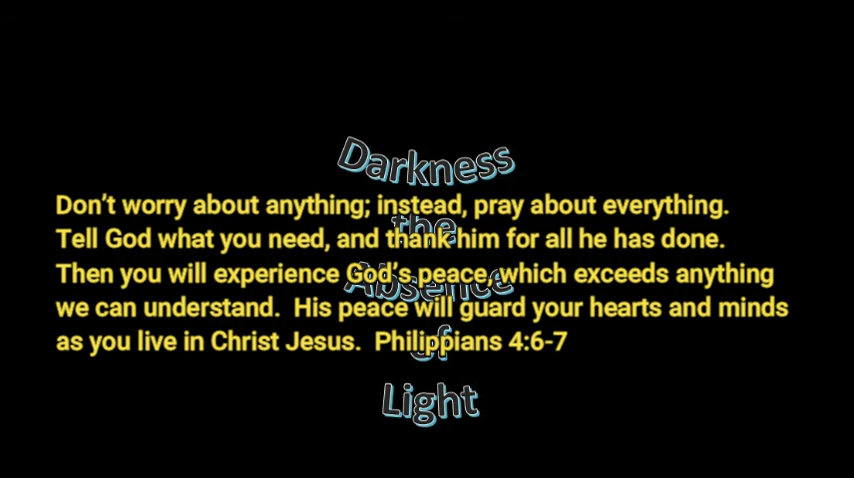 Darkness
Don't worry about anything; instead, pray about everything.
the
Tell God what you need, and thank him for all he has done.
Then you will experience God's peace, which exceeds anything
Absence
we can understand.  His peace will guard your hearts and minds
as you live in Christ Jesus.  Philippians 4:6-7
of
Light